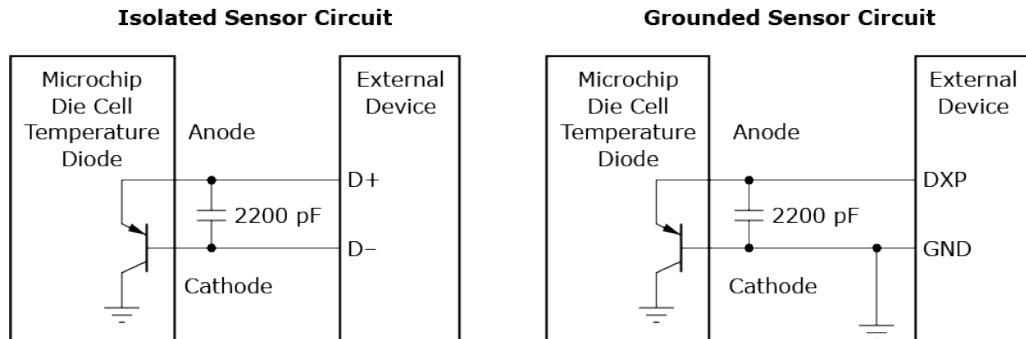 Isolated Sensor Circuit
Microchip
Die Cell
Temperature
Diode
Anode
External
Device
D+
2200 pF
D−
Cathode
Grounded Sensor Circuit
Microchip
Die Cell
Temperature
Diode
Anode
External
Device
DXP
2200 pF
GND
Cathode